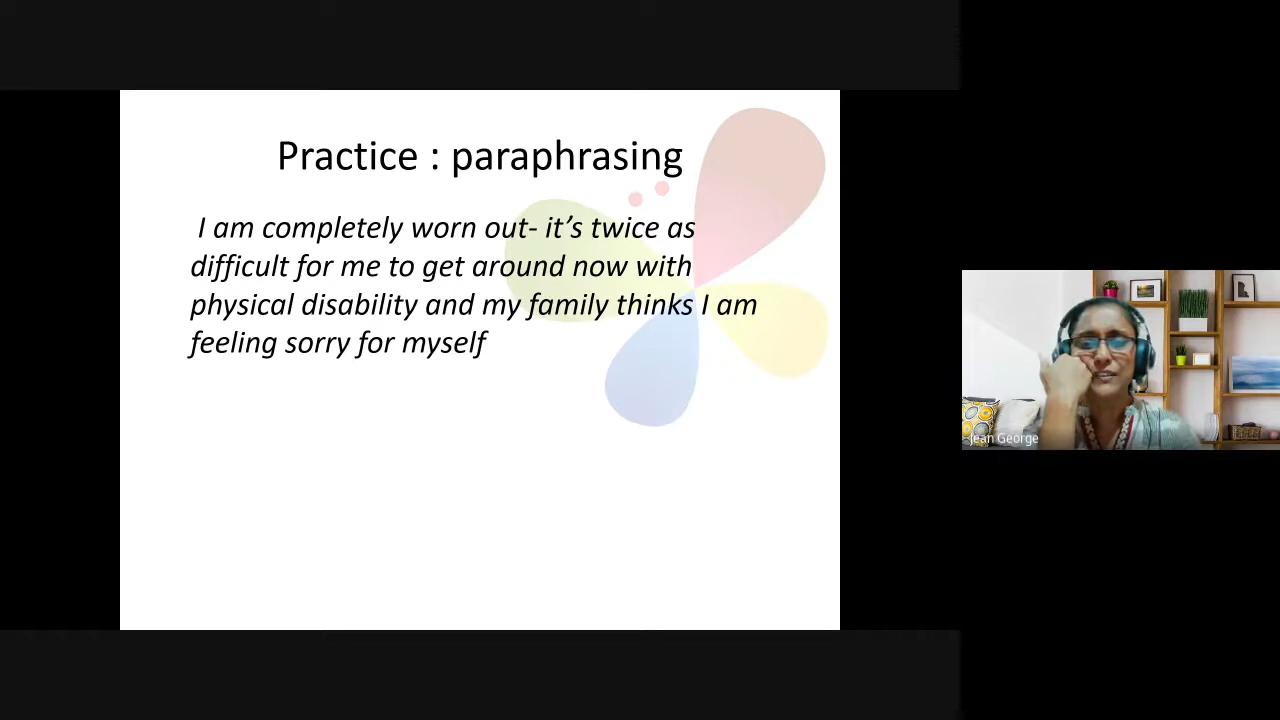 Practice : paraphrasing
I am completely worn out- it’s twice as
difficult for me to get around now with
physical disability and my family thinks I am
feeling sorry for myself
Jean George